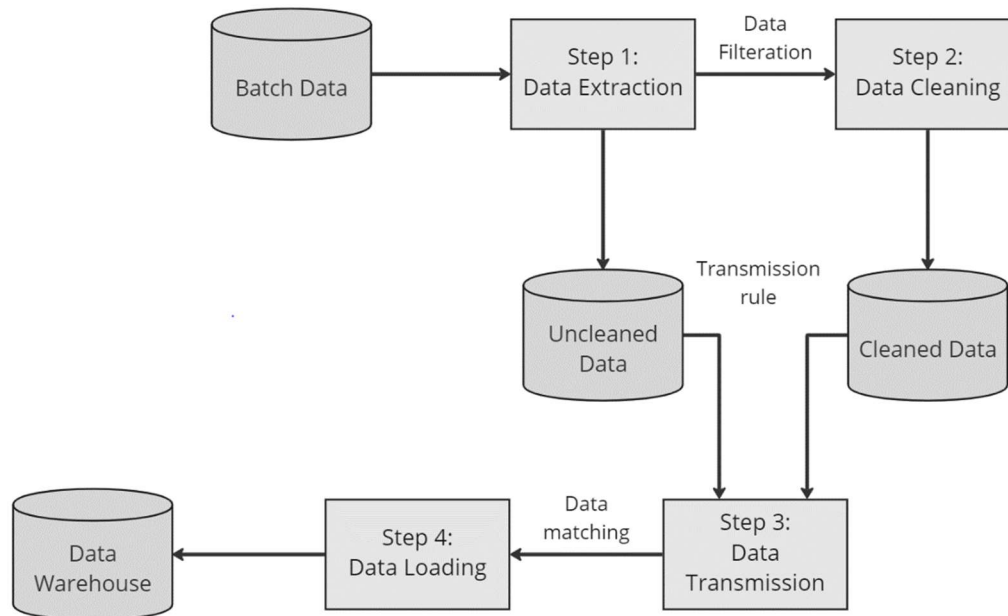 Batch Data
Step 1:
Data Extraction
Data
Filteration
Step 2:
Data Cleaning
Uncleaned
Data
Transmission
rule
Cleaned Data
Data
Warehouse
Step 4:
Data Loading
Data
matching
Step 3:
Data
Transmission